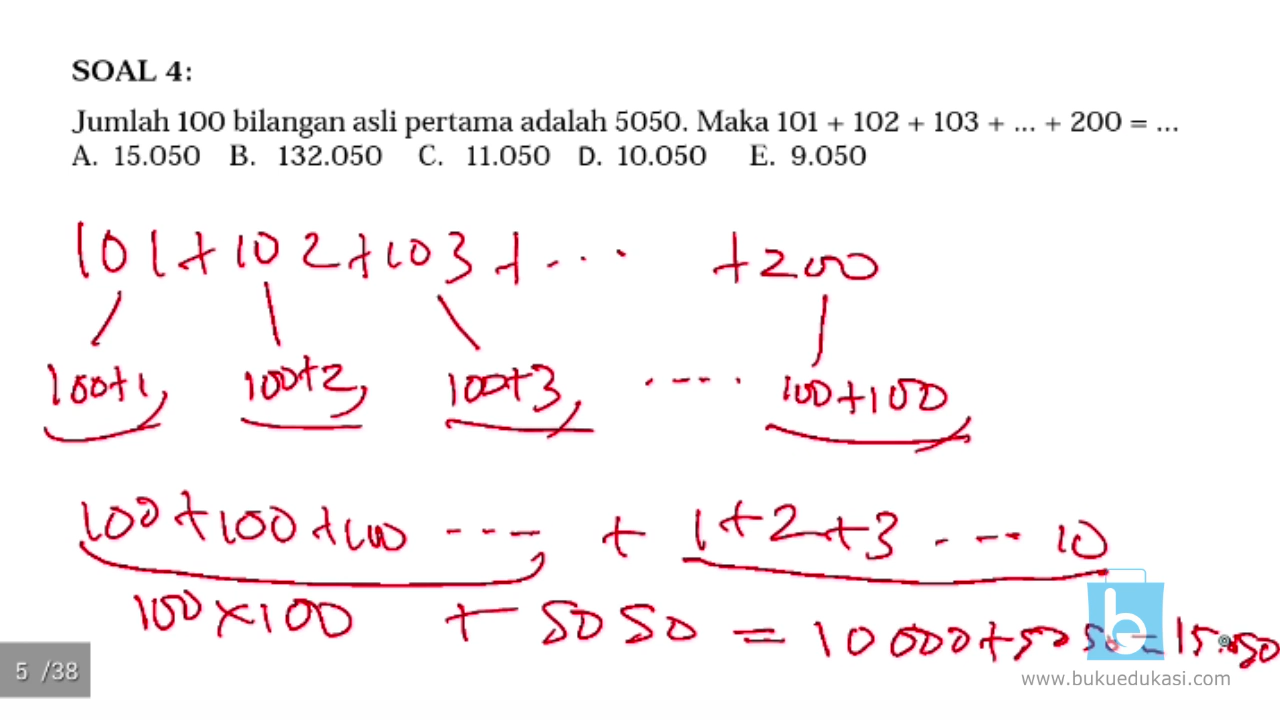 SOAL 4:
Jumlah 100 bilangan asli pertama adalah 5050. Maka 101 + 102 + 103 + ... + 200 = ...
A. 15.050 B. 132.050 C. 11.050 D. 10.050 E. 9.050
101+102+103+... +200
100+1, 100+2, 100+3, ..... 100+100
100+100+100 --- + 1+2+3 . -- 10
100×100 + 5050 = 10000+5050=15.050
5 /38
b
www.bukuedukasi.com